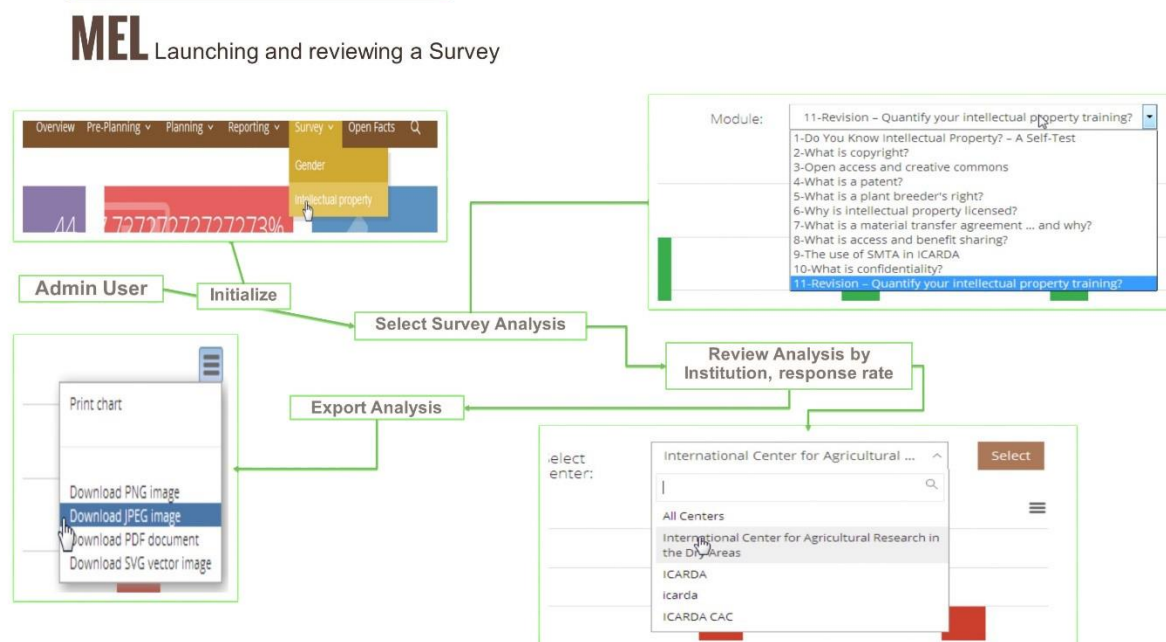 MEL Launching and reviewing a Survey
Overview Pre-Planning Planning Reporting Survey Open Facts
Gender
Intellectual property
44
Module:
11-Revision – Quantify your intellectual property training?
1-Do You Know Intellectual Property? – A Self-Test
2-What is copyright?
3-Open access and creative commons
4-What is a patent?
5-What is a plant breeder's right?
6-Why is intellectual property licensed?
7-What is a material transfer agreement ... and why?
8-What is access and benefit sharing?
9-The use of SMTA in ICARDA
10-What is confidentiality?
11-Revision – Quantify your intellectual property training?
Admin User
Initialize
Select Survey Analysis
Review Analysis by
Institution, response rate
Export Analysis
Print chart
Download PNG image
Download JPEG image
Download PDF document
Download SVG vector image
elect
enter:
International Center for Agricultural ...
Select
All Centers
International Center for Agricultural Research in
the Dry Areas
ICARDA
icarda
ICARDA CAC